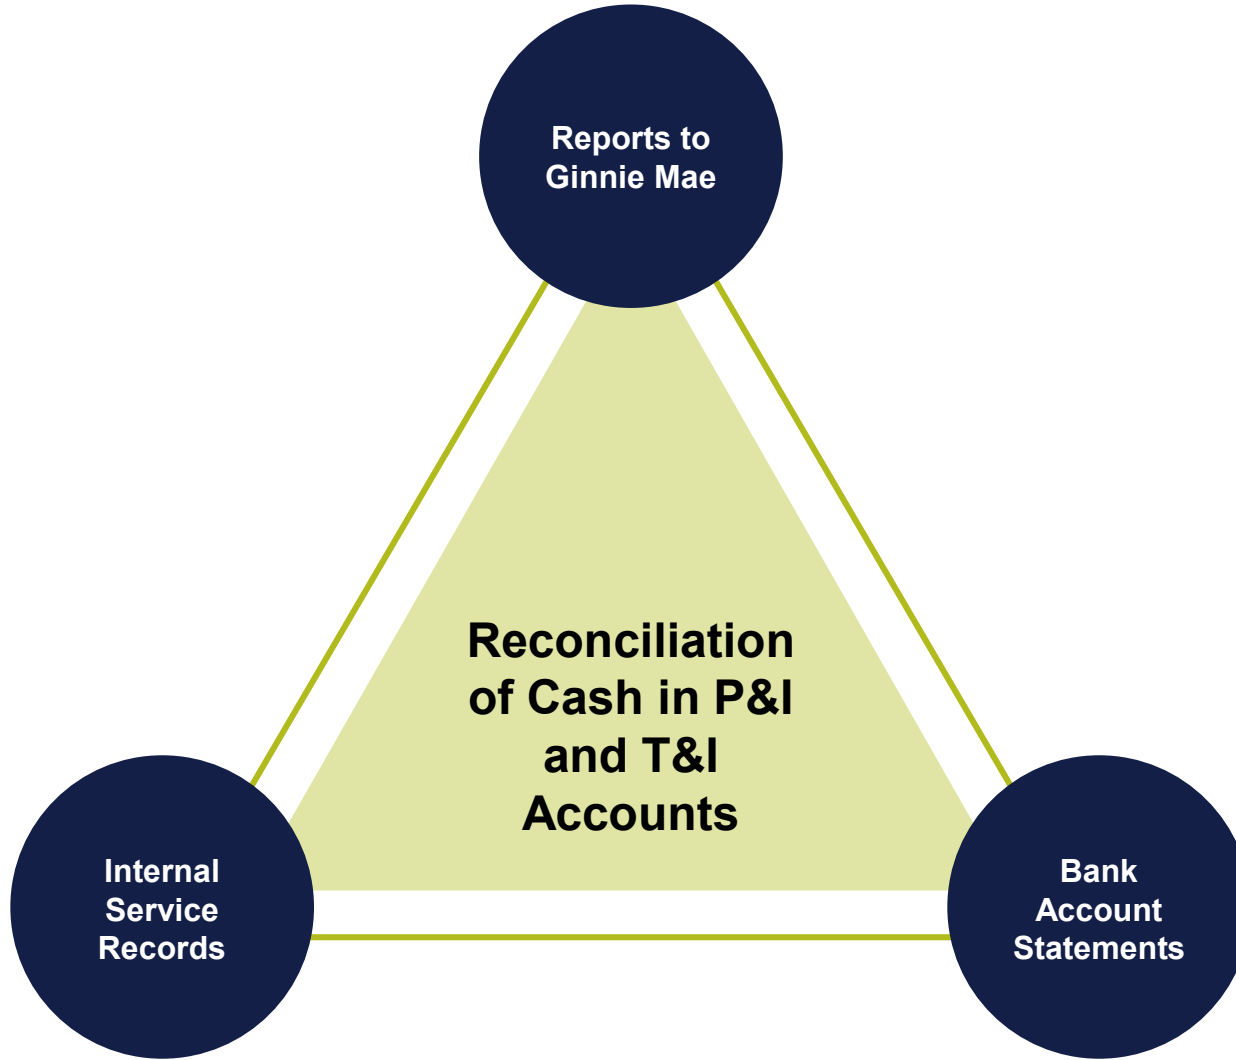 Reports to
Ginnie Mae
Reconciliation
of Cash in P&I
and T&I
Accounts
Internal
Service
Records
Bank
Account
Statements